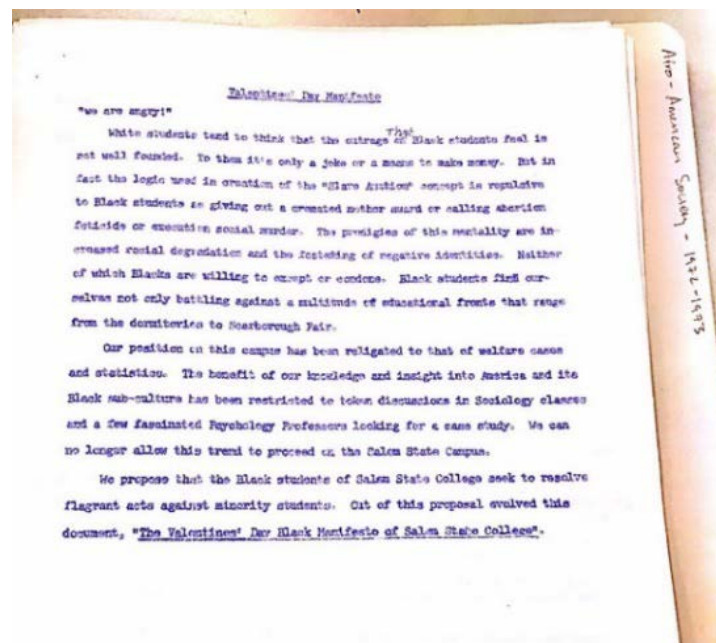 Valentines' Day Manifesto
"We are angry!"
White students tend to think that the outrage That Black students feel is
not well founded. To them it's only a joke or a means to make money. But in
fact the logic used in creation of the "Slave Auction" concept is repulsive
to Black students as giving out a cremated mother award or calling abortion
feticide or execution social murder. The prodigies of this mentality are in-
creased racial degradation and the fostering of negative identities. Neither
of which Blacks are willing to except or condone. Black students find our-
selves not only battling against a multitude of educational fronts that range
from the dormitories to Scarborough Fair.
Our position on this campus has been religated to that of welfare cases
and statistics. The benefit of our knowledge and insight into America and its
Black sub-culture has been restricted to token discussions in Sociology classes
and a few fascinated Psychology Professors looking for a case study. We can
no longer allow this trend to proceed on the Salem State Campus.
We propose that the Black students of Salem State College seek to resolve
flagrant acts against minority students. Out of this proposal evolved this
document, "The Valentines' Day Black Manifesto of Salem State College".
Afro-American Society - 1972-1973